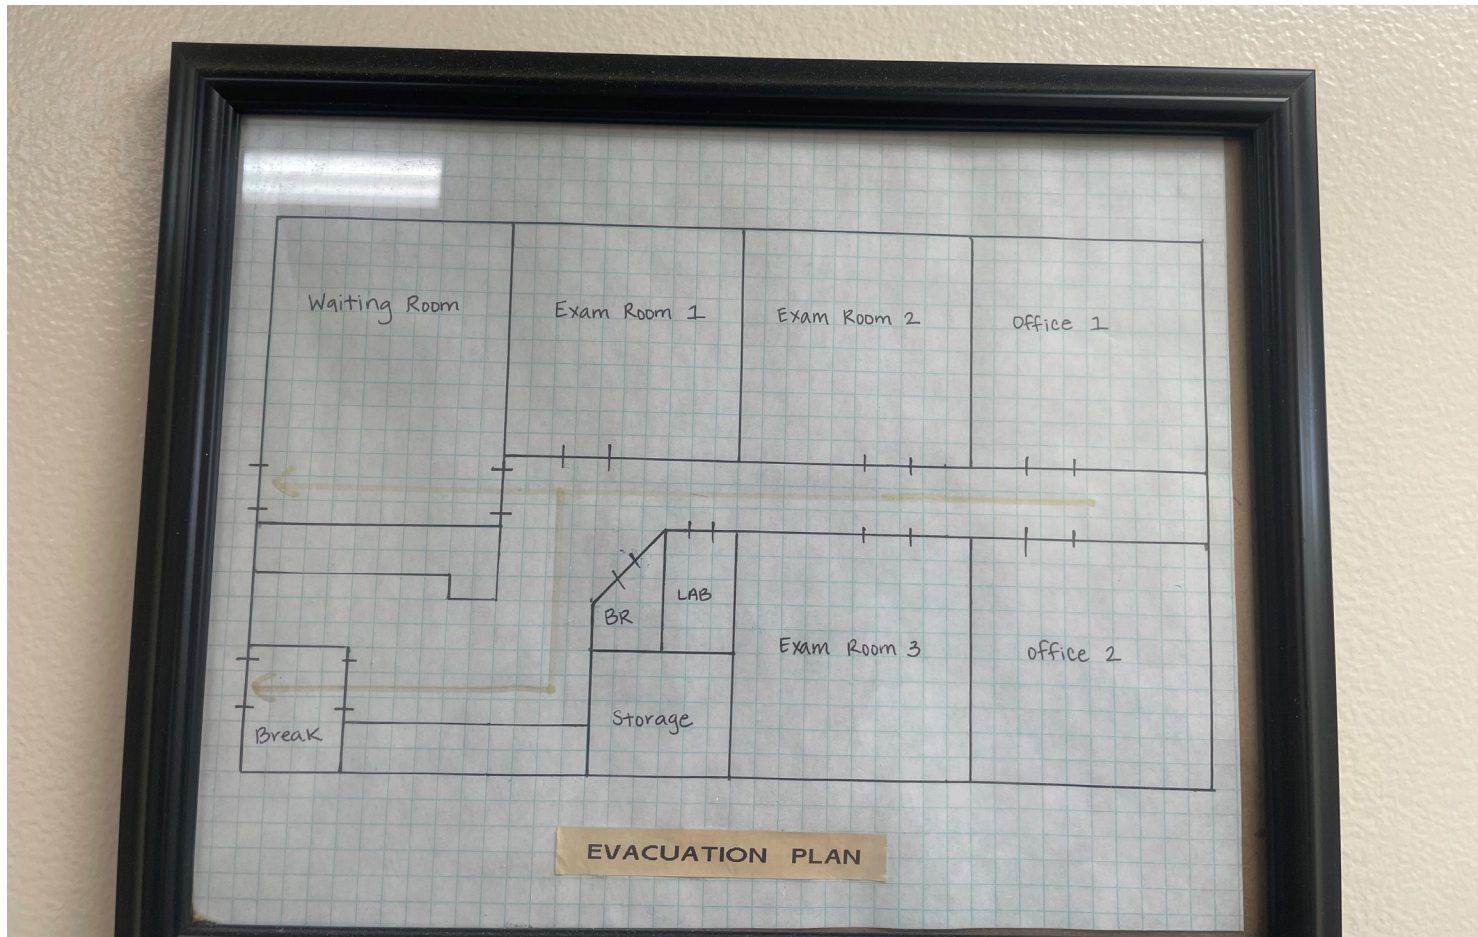 Waiting Room
Exam Room 1
Exam Room 2
Office 1
BR
LAB
Exam Room 3
Office 2
Storage
Break
EVACUATION PLAN